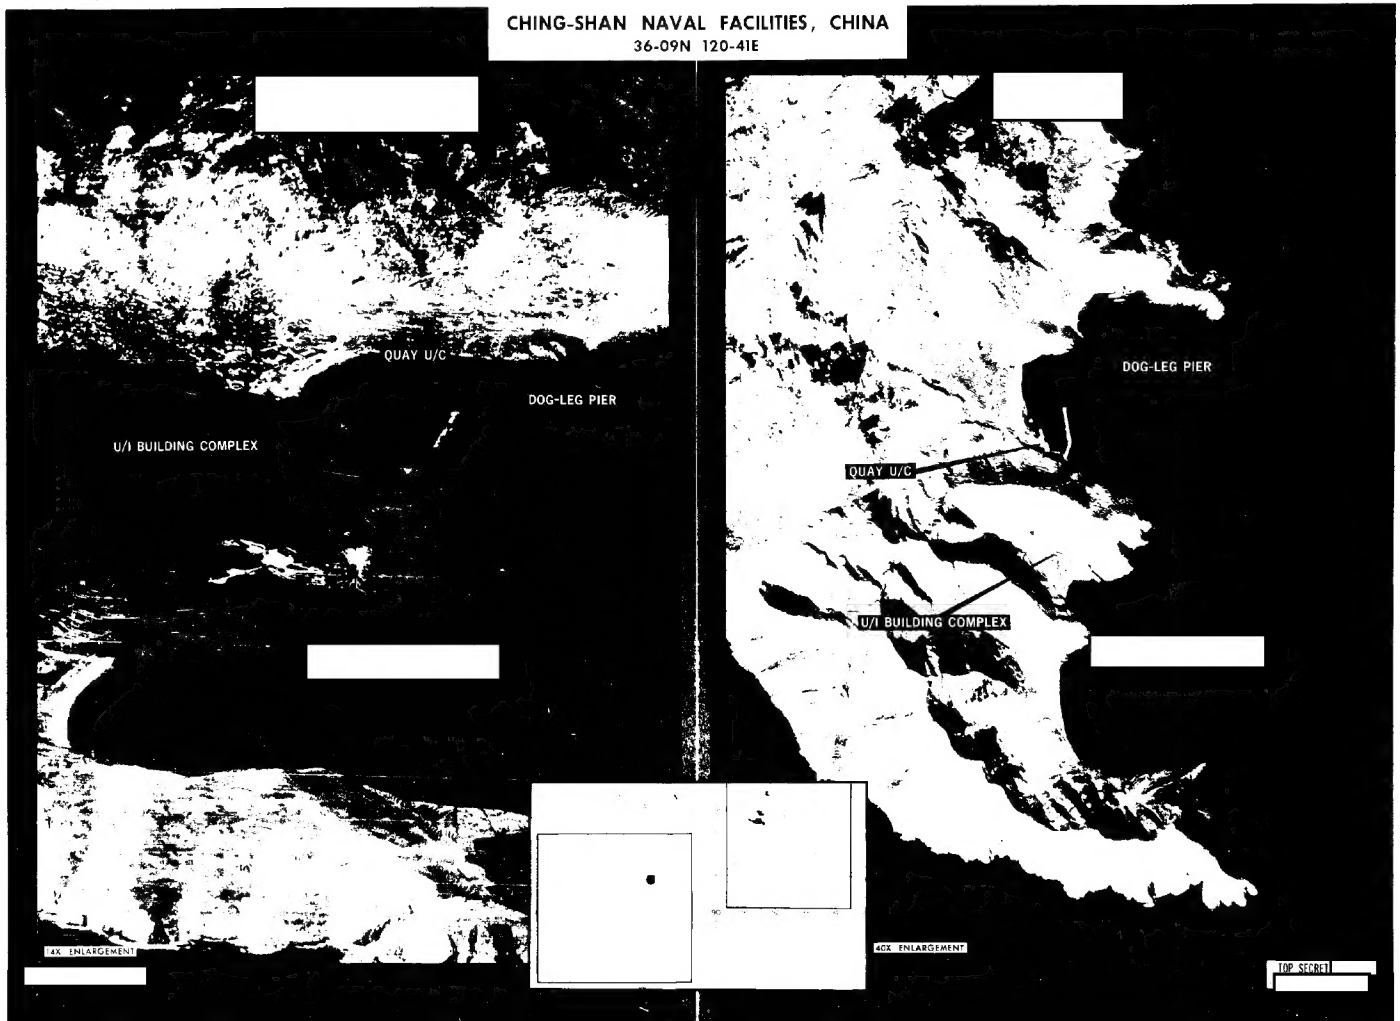 CHING-SHAN NAVAL FACILITIES, CHINA
36-09N 120-41E
QUAY U/C
DOG-LEG PIER
U/I BUILDING COMPLEX
14X ENLARGEMENT
DOG-LEG PIER
QUAY U/C
U/I BUILDING COMPLEX
90
40X ENLARGEMENT
TOP SECRET